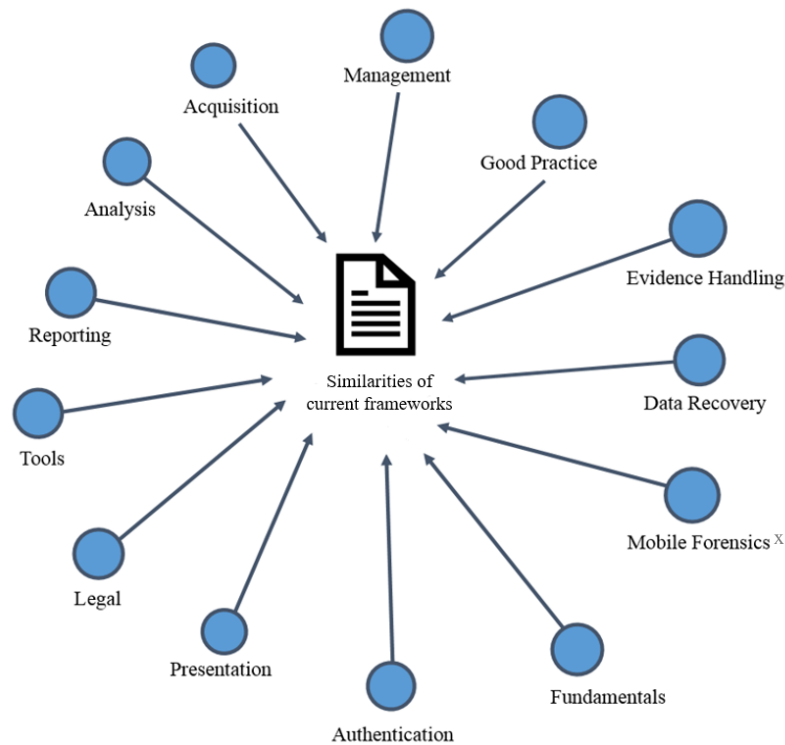 Management
Acquisition
Good Practice
Analysis
Evidence Handling
Reporting
Similarities of
current frameworks
Data Recovery
Tools
Mobile Forensics X
Legal
Presentation
Fundamentals
Authentication